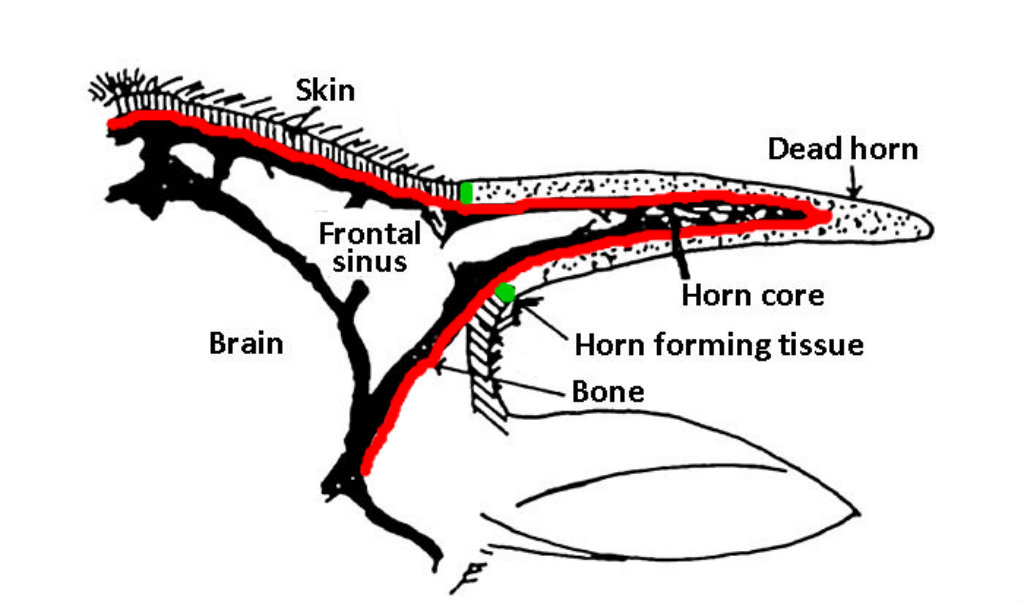 Skin
Dead horn
Frontal
sinus
Horn core
Brain
Horn forming tissue
Bone